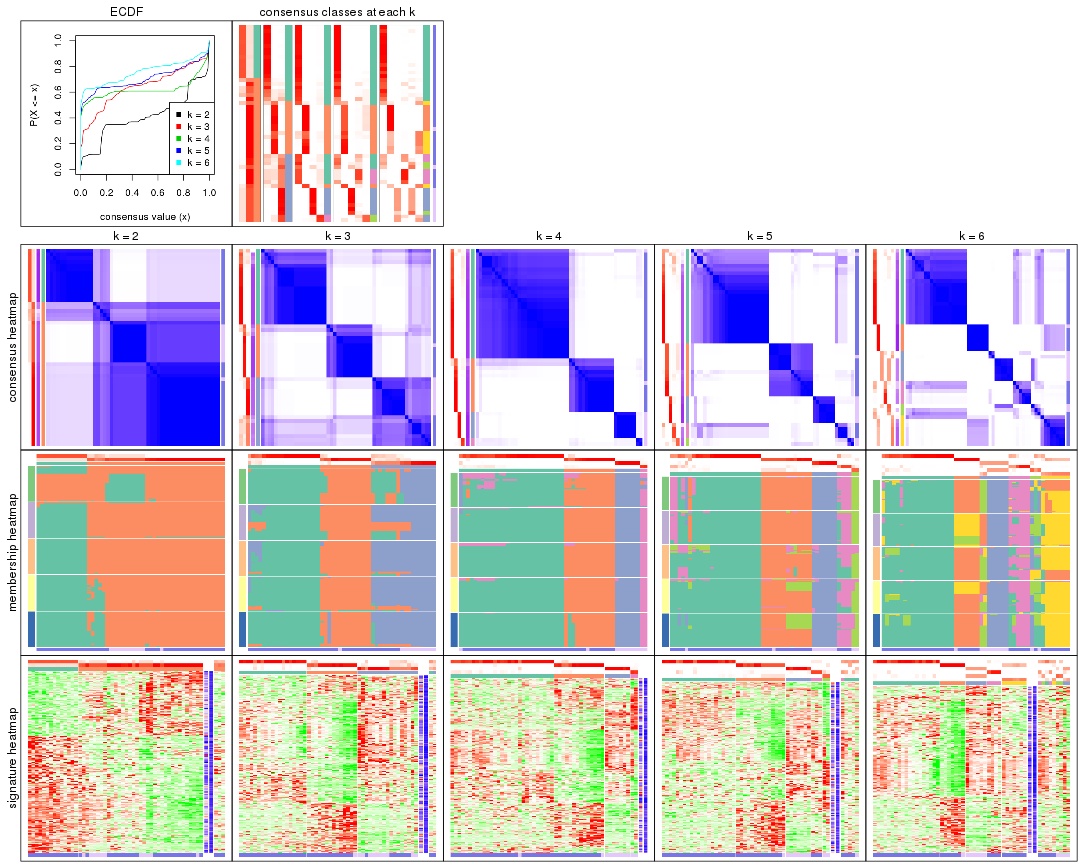 ECDF
consensus classes at each k
P(X <= x)
0.0 0.2 0.4 0.6 0.8 1.0
k = 2
k = 3
k = 4
k = 5
k = 6
0.0 0.2 0.4 0.6 0.8 1.0
consensus value (x)
k = 2 k = 3 k = 4 k = 5 k = 6
consensus heatmap
membership heatmap
signature heatmap